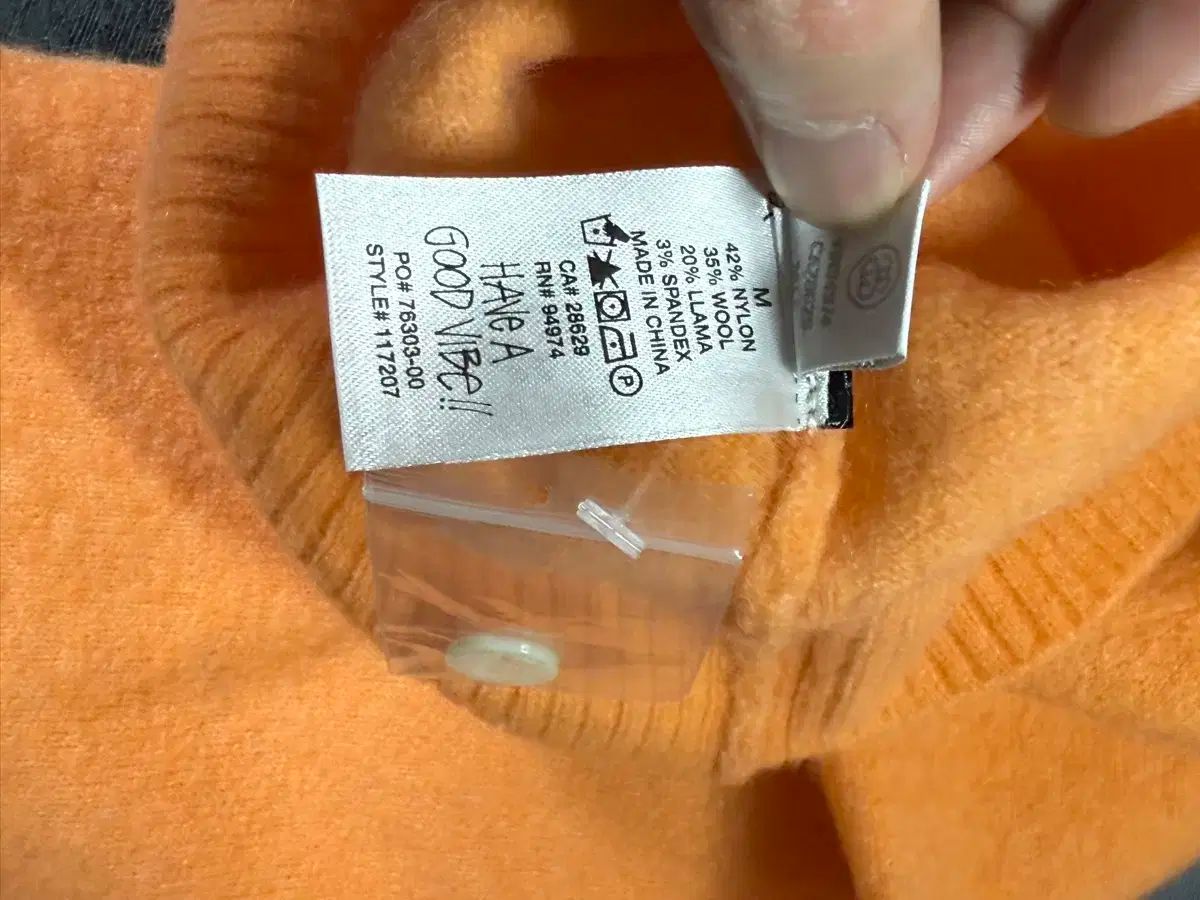 M
42% NYLON
35% WOOL
20% LLAMA
3% SPANDEX
MADE IN CHINA
P
CA# 28629
RN# 94974
HAVE A
GOOD VIBE!!
PO# 76303-00
STYLE# 117207